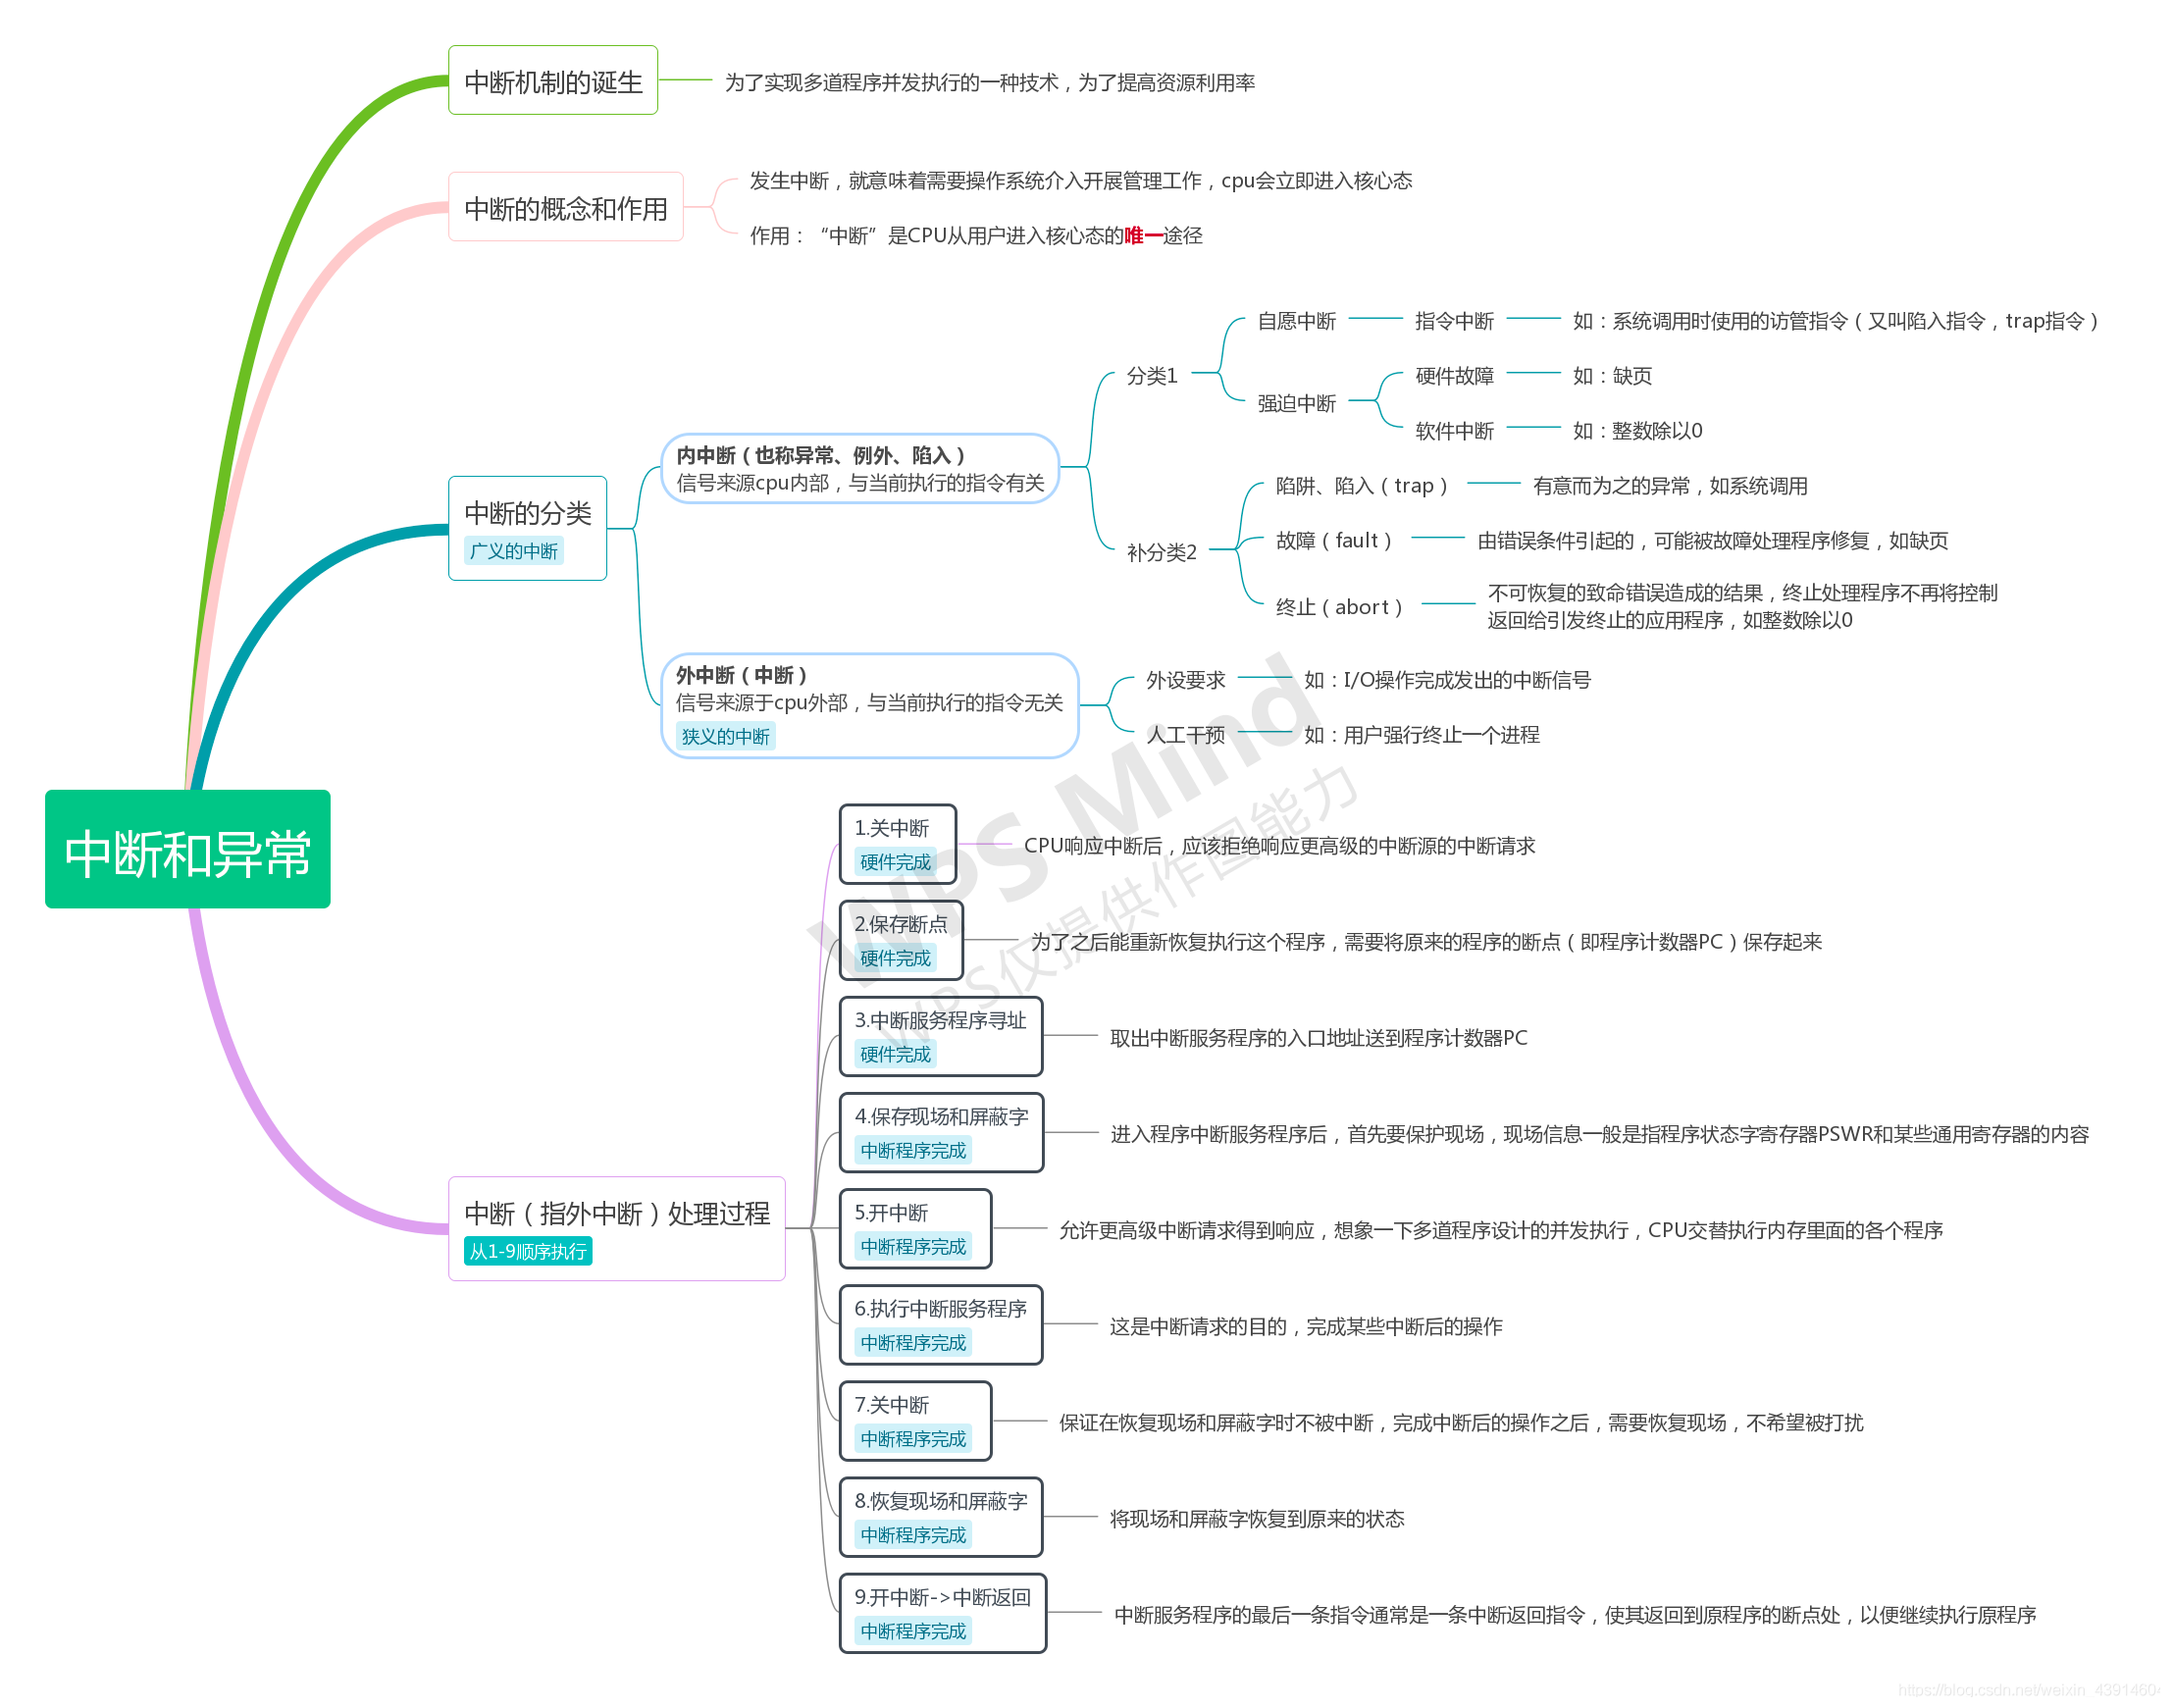 中断机制的诞生
为了实现多道程序并发执行的一种技术，为了提高资源利用率
中断的概念和作用
发生中断，就意味着需要操作系统介入开展管理工作，cpu会立即进入核心态
作用：“中断”是CPU从用户进入核心态的唯一途径
中断的分类
广义的中断
内中断（也称异常、例外、陷入）
信号来源cpu内部，与当前执行的指令有关
分类1
自愿中断
指令中断
如：系统调用时使用的访管指令（又叫陷入指令，trap指令）
强迫中断
硬件故障
如：缺页
软件中断
如：整数除以0
补分类2
陷阱、陷入（trap）
有意而为之的异常，如系统调用
故障（fault）
由错误条件引起的，可能被故障处理程序修复，如缺页
终止（abort）
不可恢复的致命错误造成的结果，终止处理程序不再将控制
返回给引发终止的应用程序，如整数除以0
外中断（中断）
信号来源于cpu外部，与当前执行的指令无关
狭义的中断
外设要求
如：I/O操作完成发出的中断信号
人工干预
如：用户强行终止一个进程
中断和异常
中断（指外中断）处理过程
从1-9顺序执行
1.关中断
硬件完成
CPU响应中断后，应该拒绝响应更高级的中断源的中断请求
2.保存断点
硬件完成
为了之后能重新恢复执行这个程序，需要将原来的程序的断点（即程序计数器PC）保存起来
3.中断服务程序寻址
硬件完成
取出中断服务程序的入口地址送到程序计数器PC
4.保存现场和屏蔽字
中断程序完成
进入程序中断服务程序后，首先要保护现场，现场信息一般是指程序状态字寄存器PSWR和某些通用寄存器的内容
5.开中断
中断程序完成
允许更高级中断请求得到响应，想象一下多道程序设计的并发执行，CPU交替执行内存里面的各个程序
6.执行中断服务程序
中断程序完成
这是中断请求的目的，完成某些中断后的操作
7.关中断
中断程序完成
保证在恢复现场和屏蔽字时不被中断，完成中断后的操作之后，需要恢复现场，不希望被打扰
8.恢复现场和屏蔽字
中断程序完成
将现场和屏蔽字恢复到原来的状态
9.开中断->中断返回
中断程序完成
中断服务程序的最后一条指令通常是一条中断返回指令，使其返回到原程序的断点处，以便继续执行原程序
WPS Mind
WPS仅提供作图能力
https://blog.csdn.net/weixin_43914604